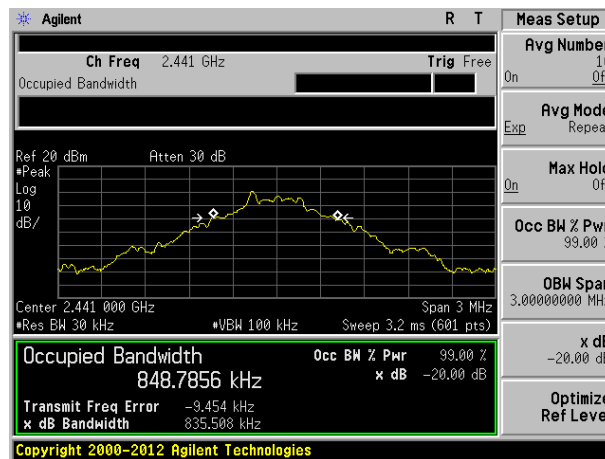 Agilent R T Meas Setup
Ch Freq 2.441 GHz Trig Free
Occupied Bandwidth
Avg Number
On
Avg Mode
Exp Repeat
Max Hold
On
Occ BW % Pwr
99.00
OBW Span
3.00000000
x dB
-20.00
Optimize
Ref Level
Ref 20 dBm Atten 30 dB
#Peak
Log
10
dB/
Center 2.441 000 GHz Span 3 MHz
#Res BW 30 kHz #VBW 100 kHz Sweep 3.2 ms (601 pts)
Occupied Bandwidth Occ BW % Pwr 99.00 %
848.7856 kHz x dB -20.00 dB
Transmit Freq Error -9.454 kHz
x dB Bandwidth 835.508 kHz
Copyright 2000-2012 Agilent Technologies